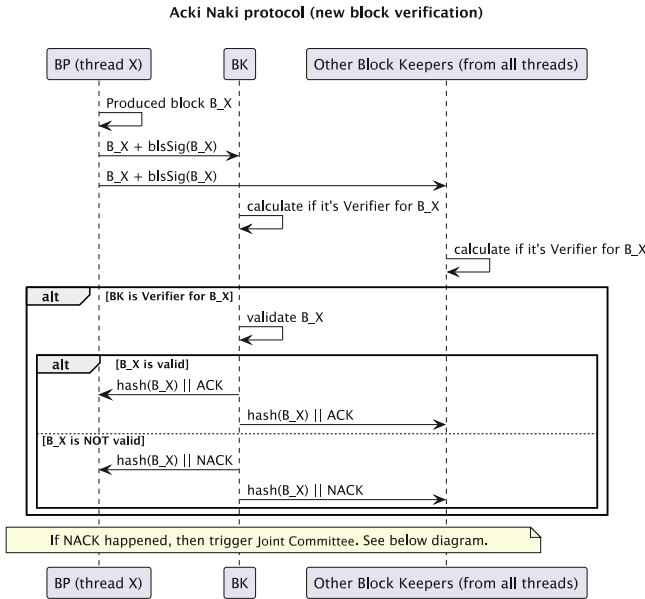 Acki Naki protocol (new block verification)
BP (thread X) BK Other Block Keepers (from all threads)
Produced block B_X
B_X + blsSig(B_X)
B_X + blsSig(B_X)
calculate if it's Verifier for B_X
calculate if it's Verifier for B_X
alt [BK is Verifier for B_X]
validate B_X
alt [B_X is valid]
hash(B_X) || ACK
hash(B_X) || ACK
[B_X is NOT valid]
hash(B_X) || NACK
hash(B_X) || NACK
If NACK happened, then trigger Joint Committee. See below diagram.
BP (thread X) BK Other Block Keepers (from all threads)